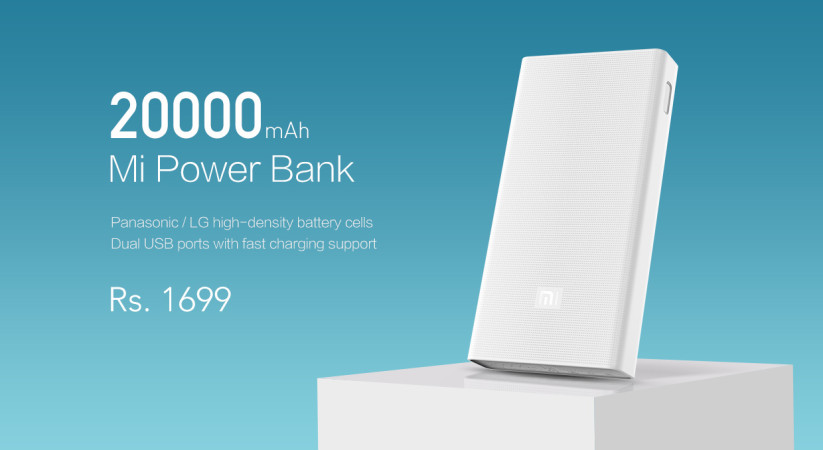 20000mAh
Mi Power Bank
Panasonic / LG high-density battery cells
Dual USB ports with fast charging support
Rs. 1699
mi